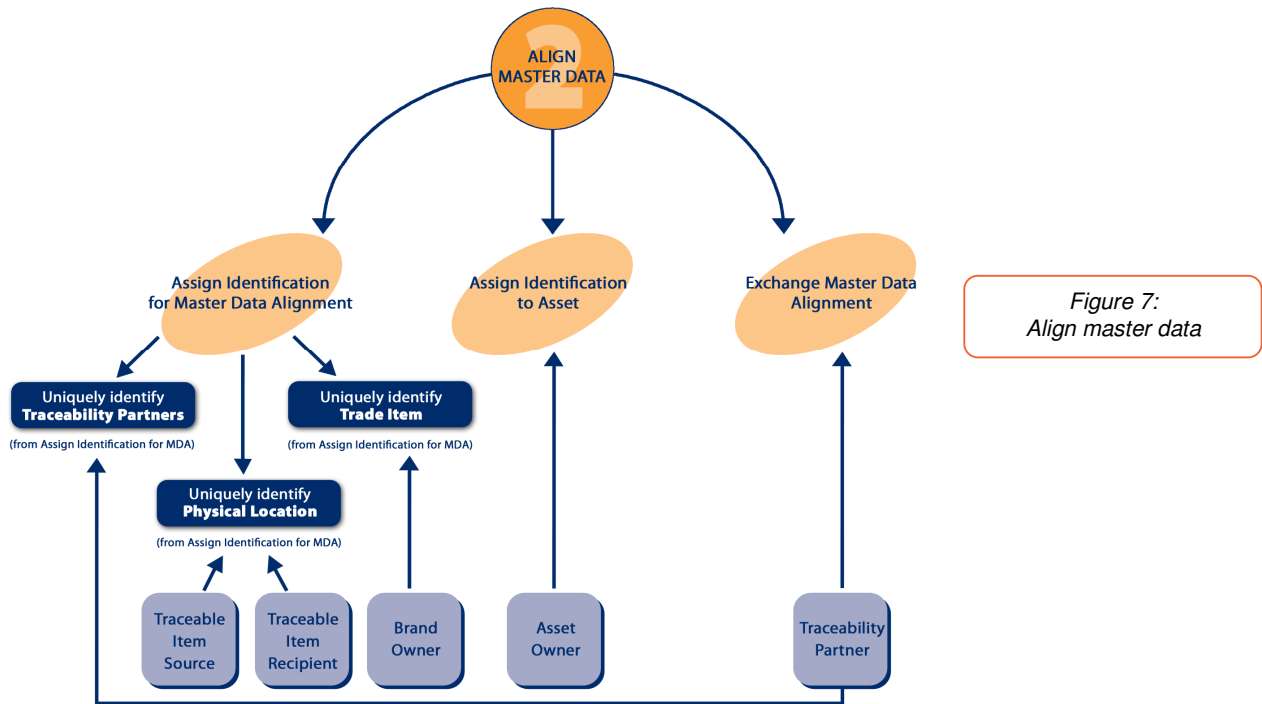 2
ALIGN
MASTER DATA
Assign Identification
for Master Data Alignment
Assign Identification
to Asset
Exchange Master Data
Alignment
Figure 7:
Align master data
Uniquely identify
Traceability Partners
(from Assign Identification for MDA)
Uniquely identify
Trade Item
(from Assign Identification for MDA)
Uniquely identify
Physical Location
(from Assign Identification for MDA)
Traceable
Item
Source
Traceable
Item
Recipient
Brand
Owner
Asset
Owner
Traceability
Partner